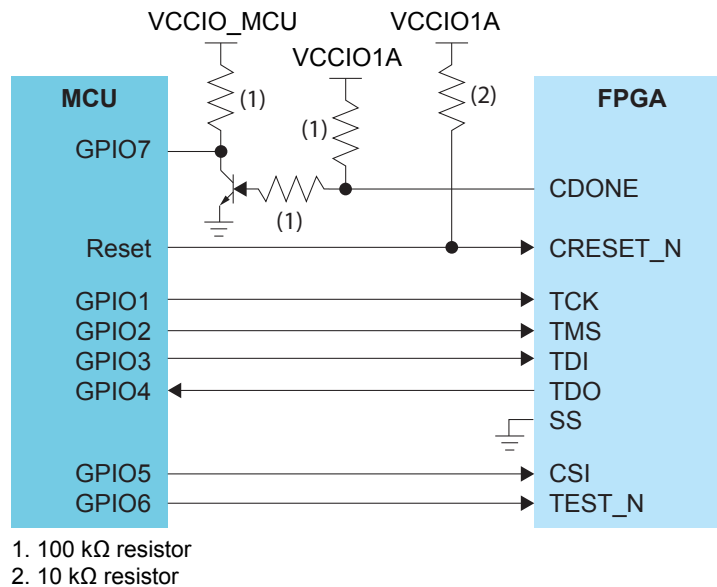 VCCIO_MCU
VCCIO1A
VCCIO1A
MCU
FPGA
(1)
(1)
(2)
GPIO7
CDONE
(1)
Reset
CRESET_N
GPIO1
TCK
GPIO2
TMS
GPIO3
TDI
GPIO4
TDO
SS
GPIO5
CSI
GPIO6
TEST_N
1. 100 kΩ resistor
2. 10 kΩ resistor